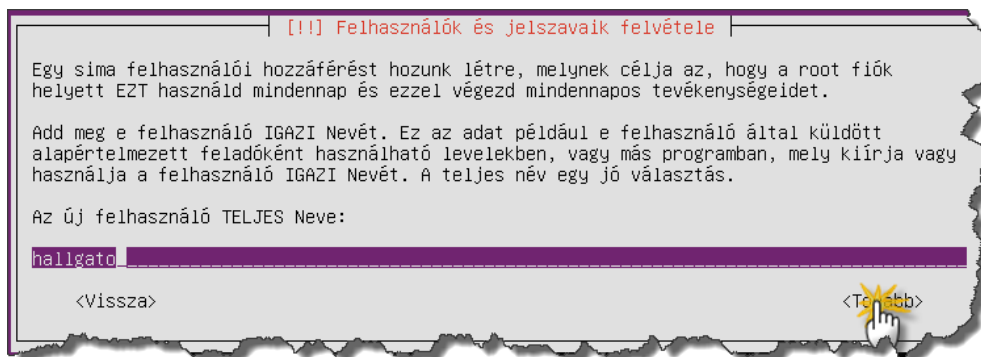 [!!] Felhasználók és jelszavaik felvétele
Egy sima felhasználói hozzáférést hozunk létre, melynek célja az, hogy a root fiók
helyett EZT használd mindennap és ezzel végezd mindennapos tevékenységeidet.
Add meg e felhasználó IGAZI Nevét. Ez az adat például e felhasználó által küldött
alapértelmezett feladóként használható levelekben, vagy más programban, mely kiírja vagy
használja a felhasználó IGAZI Nevét. A teljes név egy jó választás.
Az új felhasználó TELJES Neve:
hallgato
<Vissza> <Tovább>